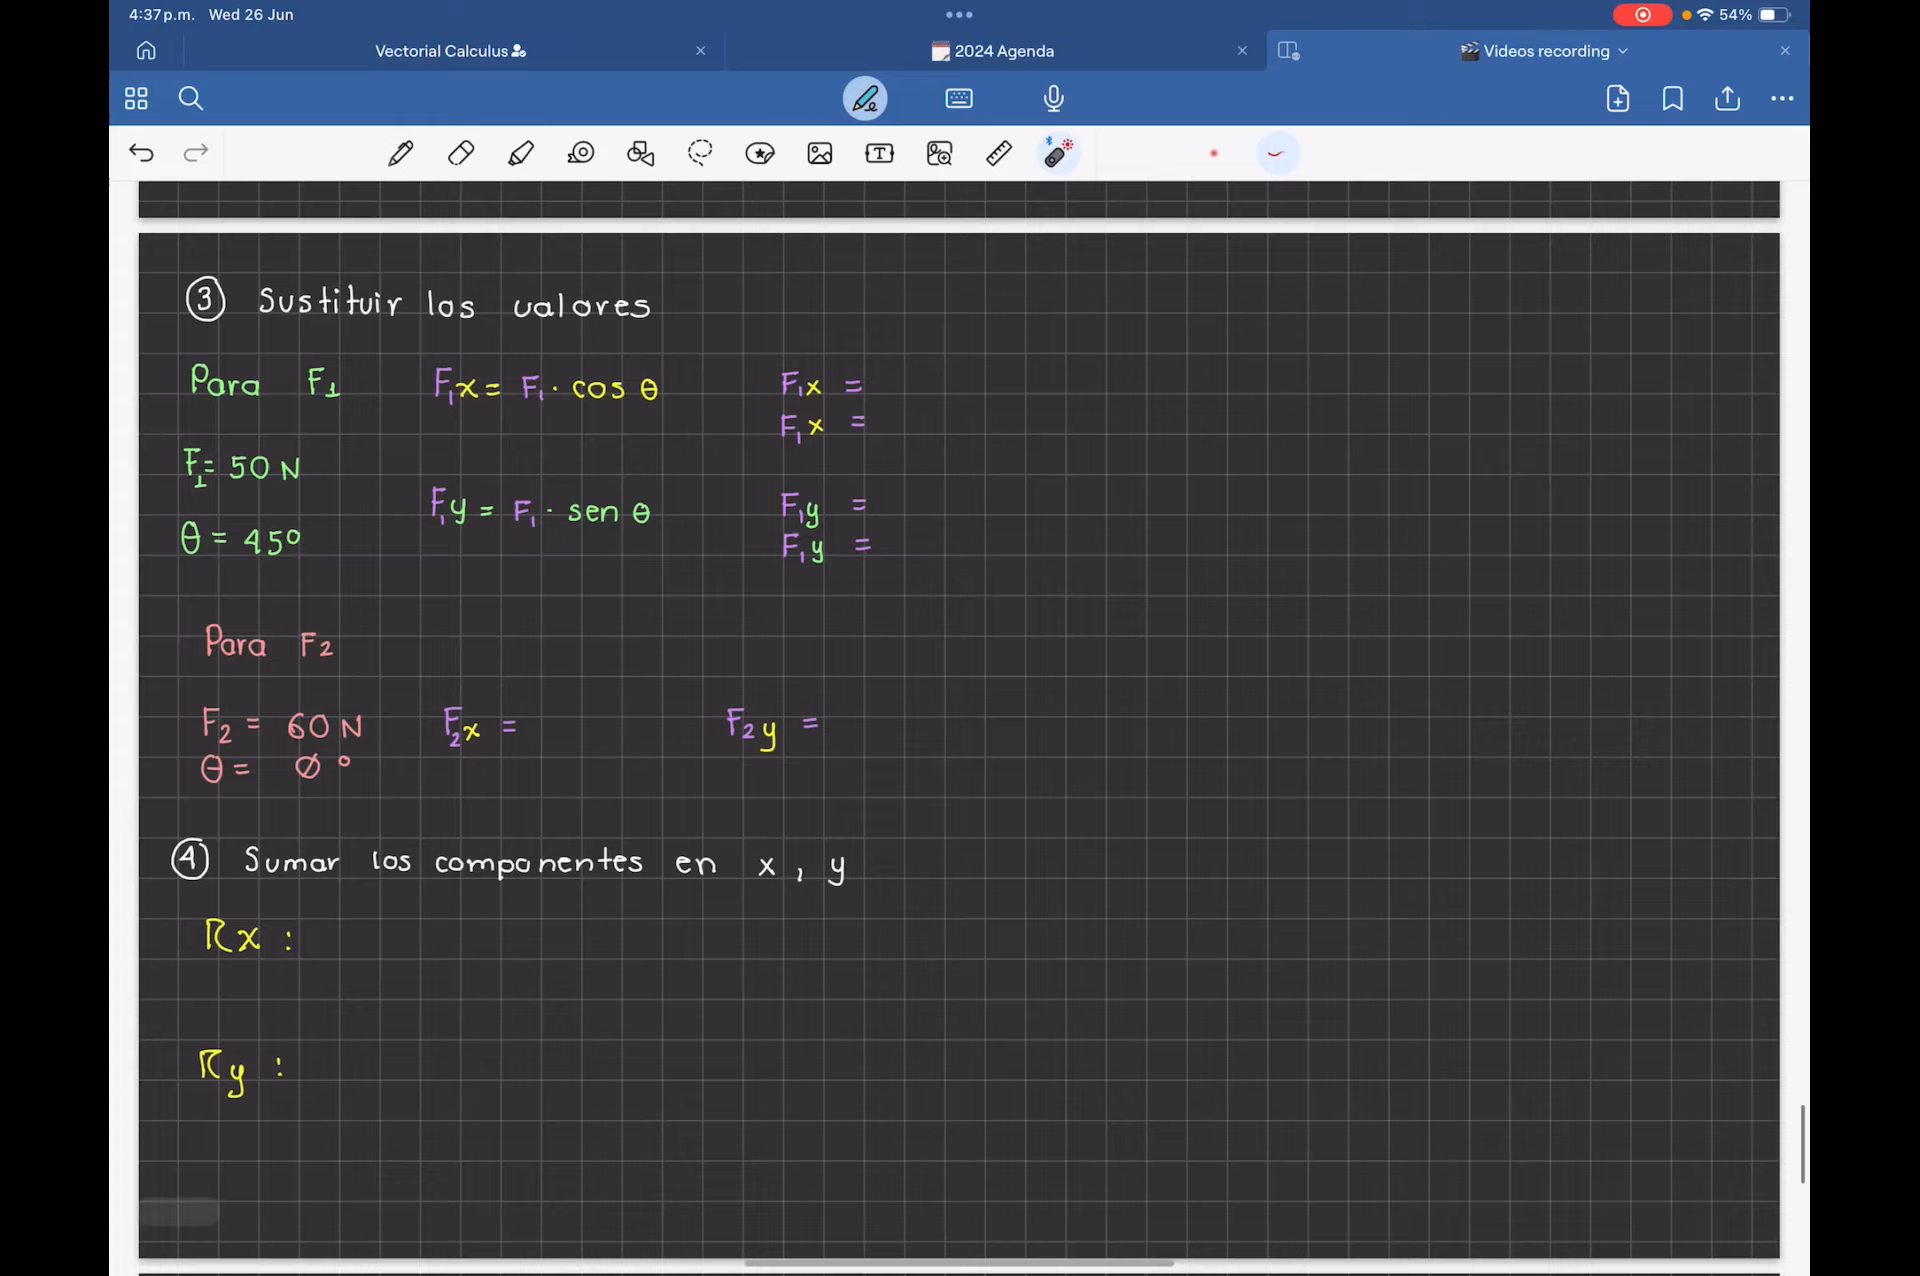 4:37 p.m. Wed 26 Jun
54%
Vectorial Calculus
2024 Agenda
Videos recording
③ Sustituir los valores
Para F1 F1x = F1 · cos θ F1x =
F1x =
F1 = 50 N
F1y = F1 · sen θ F1y =
θ = 45° F1y =
Para F2
F2 = 60 N F2x = F2y =
θ = 0°
④ Sumar los componentes en x, y
Rx :
Ry :